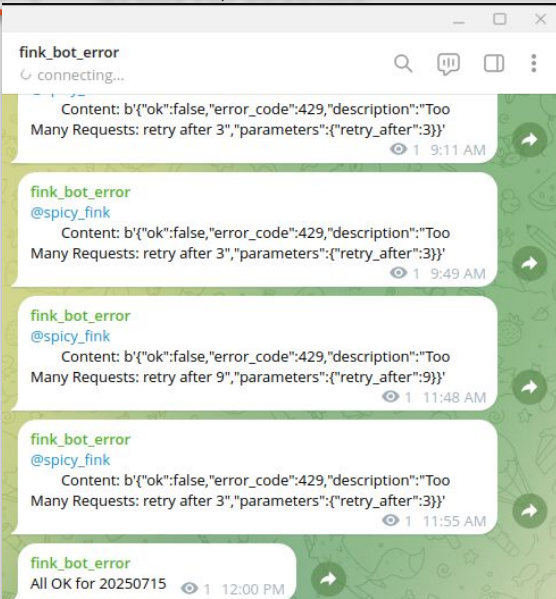 fink_bot_error
connecting...
Content: b'{"ok":false,"error_code":429,"description":"Too
Many Requests: retry after 3","parameters":{"retry_after":3}}'
1 9:11 AM
fink_bot_error
@spicy_fink
Content: b'{"ok":false,"error_code":429,"description":"Too
Many Requests: retry after 3","parameters":{"retry_after":3}}'
1 9:49 AM
fink_bot_error
@spicy_fink
Content: b'{"ok":false,"error_code":429,"description":"Too
Many Requests: retry after 9","parameters":{"retry_after":9}}'
1 11:48 AM
fink_bot_error
@spicy_fink
Content: b'{"ok":false,"error_code":429,"description":"Too
Many Requests: retry after 3","parameters":{"retry_after":3}}'
1 11:55 AM
fink_bot_error
All OK for 20250715 1 12:00 PM